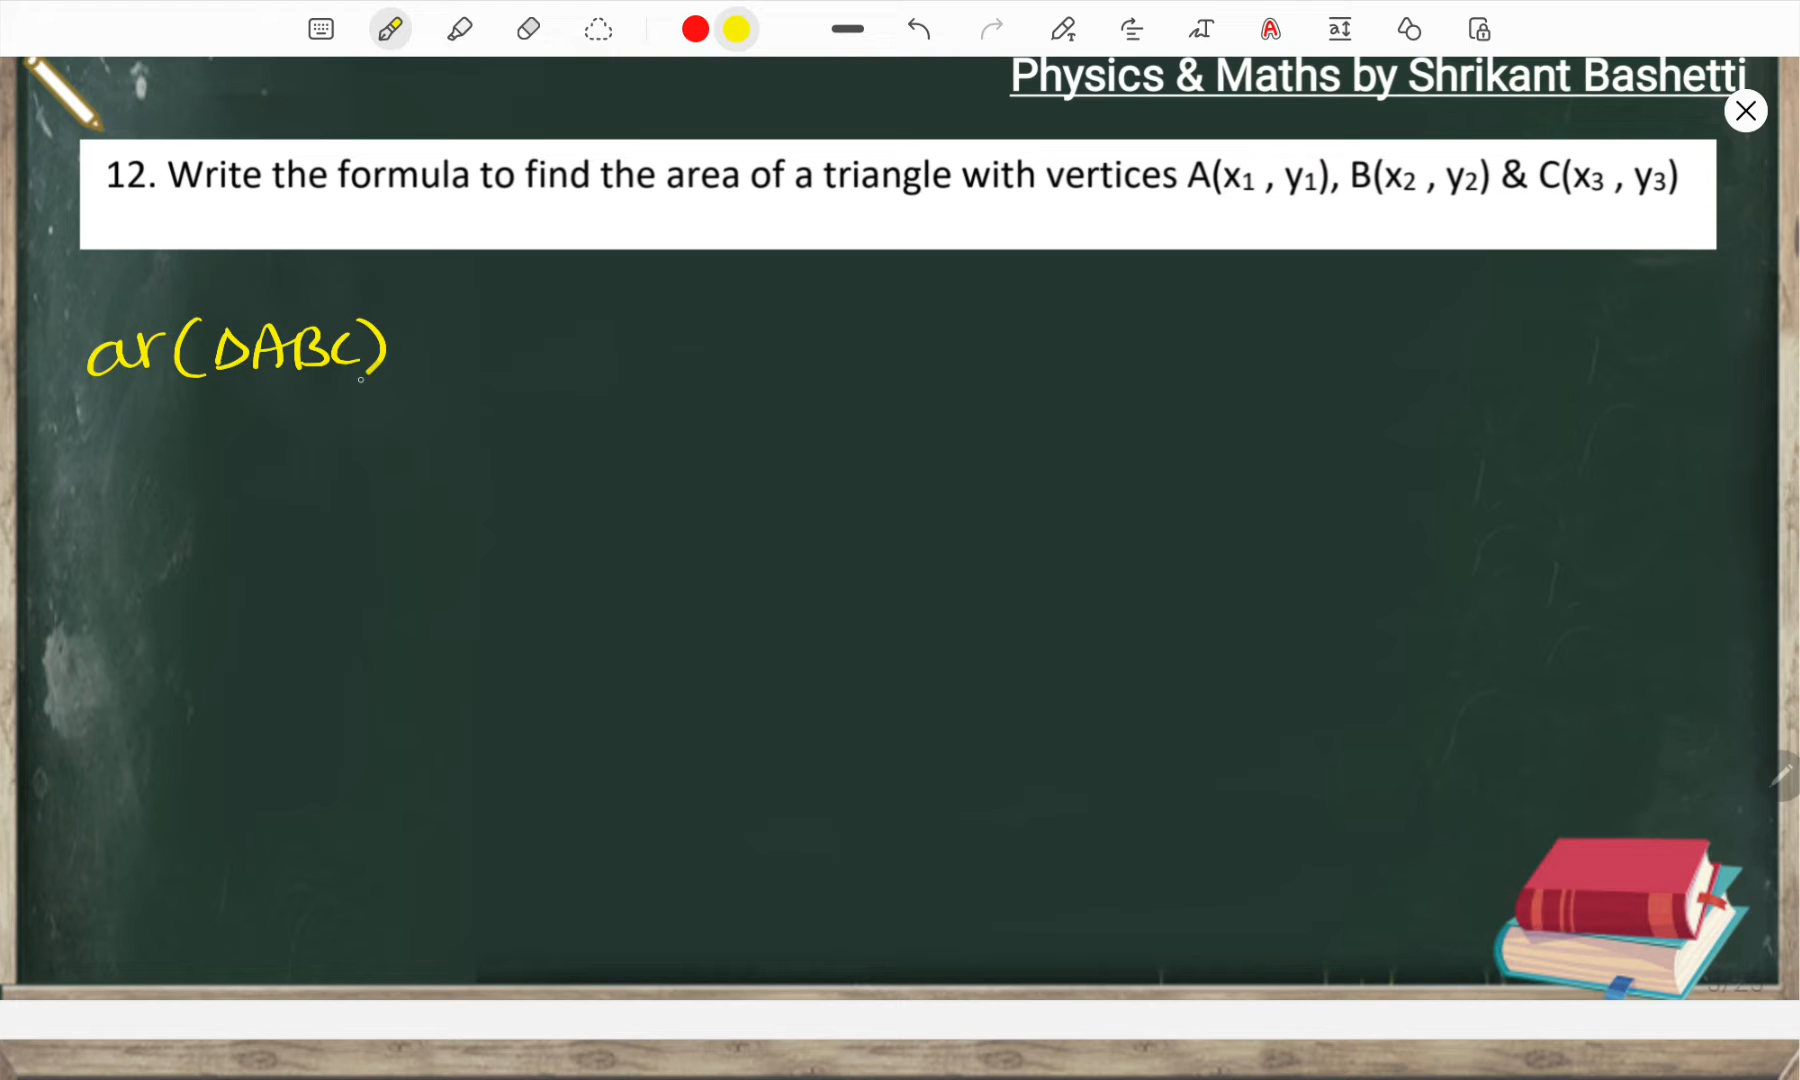 Physics & Maths by Shrikant Bashetti
12. Write the formula to find the area of a triangle with vertices A(x₁ , y₁), B(x₂ , y₂) & C(x₃ , y₃)
ar(ΔABC)